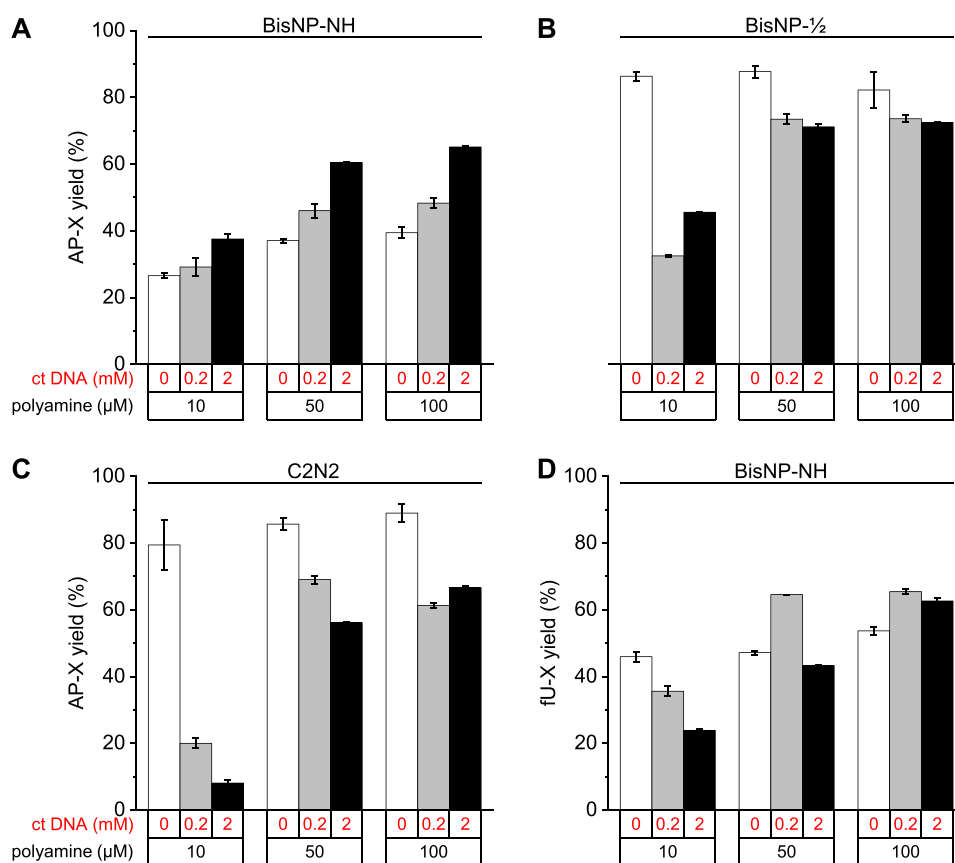 A BisNP-NH
AP-X yield (%)
100
80
60
40
20
0
ct DNA (mM) 0 0.2 2 0 0.2 2 0 0.2 2
polyamine (µM) 10 50 100
B BisNP-½
0 0.2 2 0 0.2 2 0 0.2 2
10 50 100
C C2N2
AP-X yield (%)
100
80
60
40
20
0
ct DNA (mM) 0 0.2 2 0 0.2 2 0 0.2 2
polyamine (µM) 10 50 100
D BisNP-NH
fU-X yield (%)
100
80
60
40
20
0
0 0.2 2 0 0.2 2 0 0.2 2
10 50 100